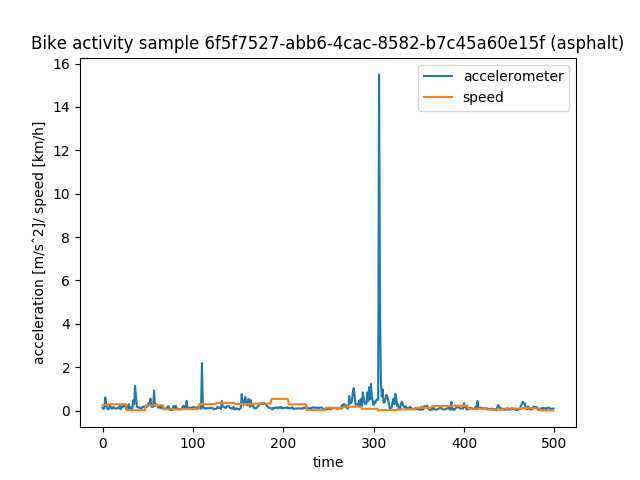 Bike activity sample 6f5f7527-abb6-4cac-8582-b7c45a60e15f (asphalt)
accelerometer
speed
acceleration [m/s^2]/ speed [km/h]
16
14
12
10
8
6
4
2
0
0 100 200 300 400 500
time